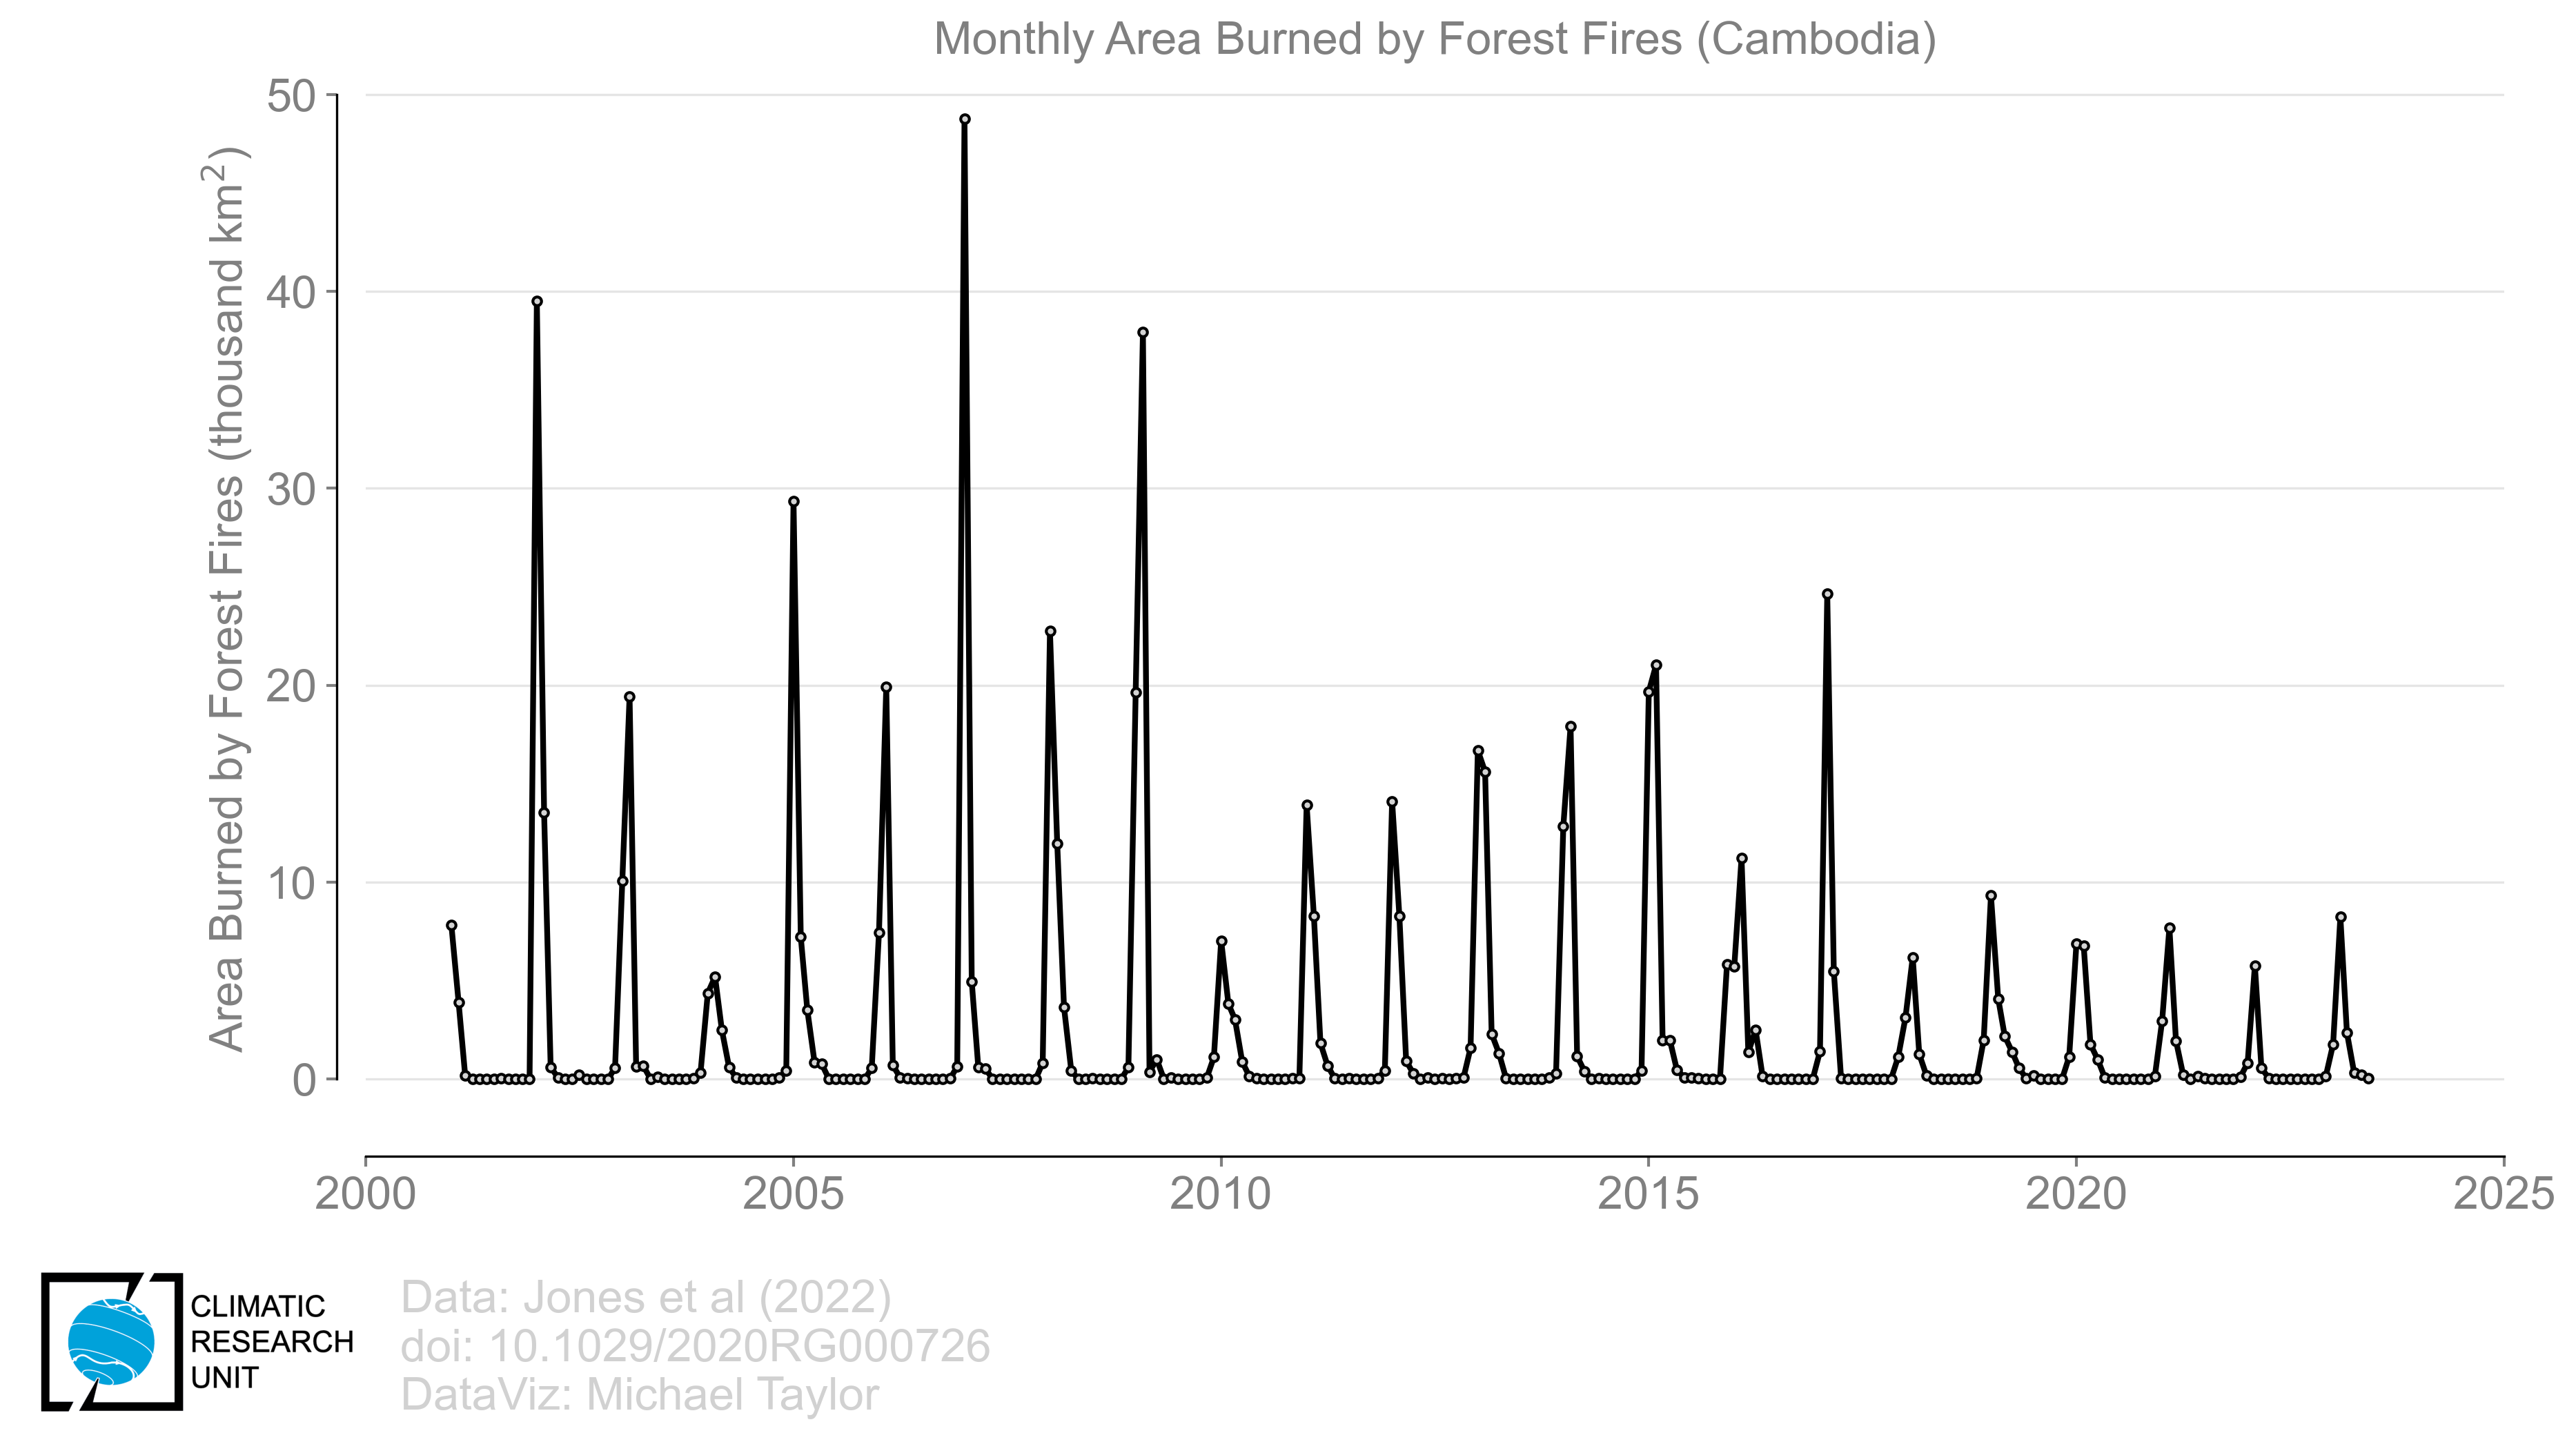 Monthly Area Burned by Forest Fires (Cambodia)
Area Burned by Forest Fires (thousand km²)
50
40
30
20
10
0
2000
2005
2010
2015
2020
2025
CLIMATIC
RESEARCH
UNIT
Data: Jones et al (2022)
doi: 10.1029/2020RG000726
DataViz: Michael Taylor